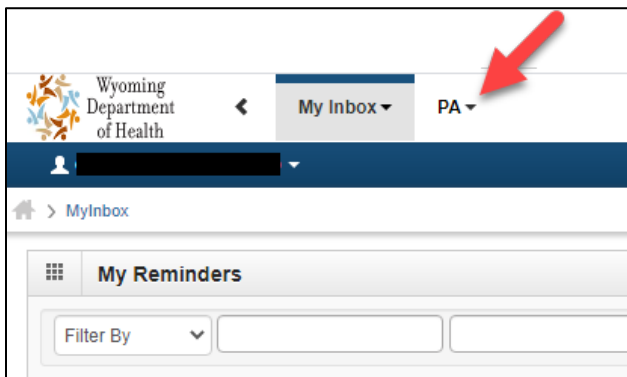 Wyoming
Department
of Health
My Inbox
PA
MyInbox
My Reminders
Filter By